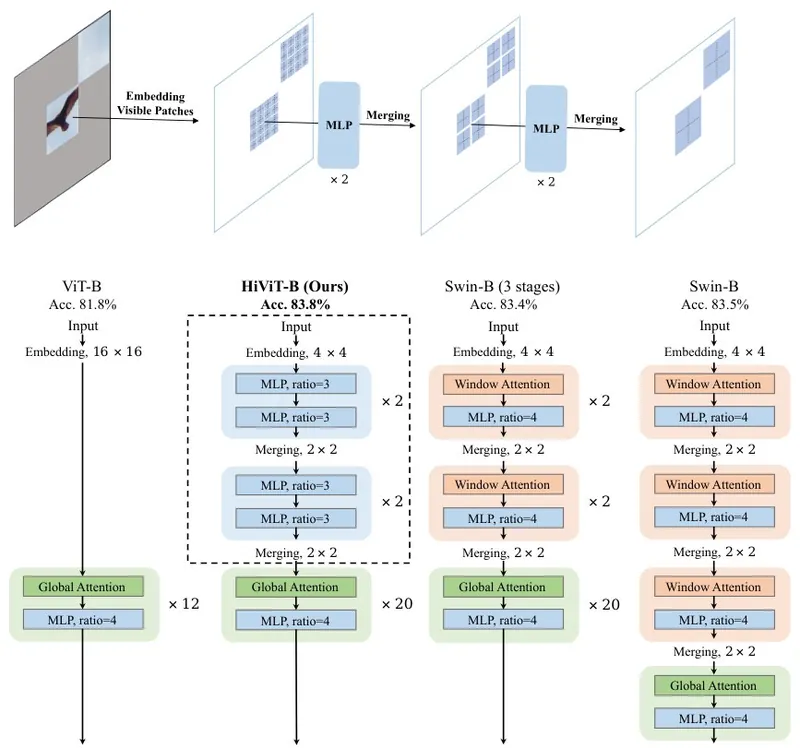 Embedding
Visible Patches
MLP
× 2
Merging
MLP
× 2
Merging
ViT-B
Acc. 81.8%
Input
Embedding, 16 × 16
Global Attention
MLP, ratio=4
× 12
HiViT-B (Ours)
Acc. 83.8%
Input
Embedding, 4 × 4
MLP, ratio=3
MLP, ratio=3
× 2
Merging, 2 × 2
MLP, ratio=3
MLP, ratio=3
× 2
Merging, 2 × 2
Global Attention
MLP, ratio=4
× 20
Swin-B (3 stages)
Acc. 83.4%
Input
Embedding, 4 × 4
Window Attention
MLP, ratio=4
× 2
Merging, 2 × 2
Window Attention
MLP, ratio=4
× 2
Merging, 2 × 2
Global Attention
MLP, ratio=4
× 20
Swin-B
Acc. 83.5%
Input
Embedding, 4 × 4
Window Attention
MLP, ratio=4
Merging, 2 × 2
Window Attention
MLP, ratio=4
Merging, 2 × 2
Window Attention
MLP, ratio=4
Merging, 2 × 2
Global Attention
MLP, ratio=4